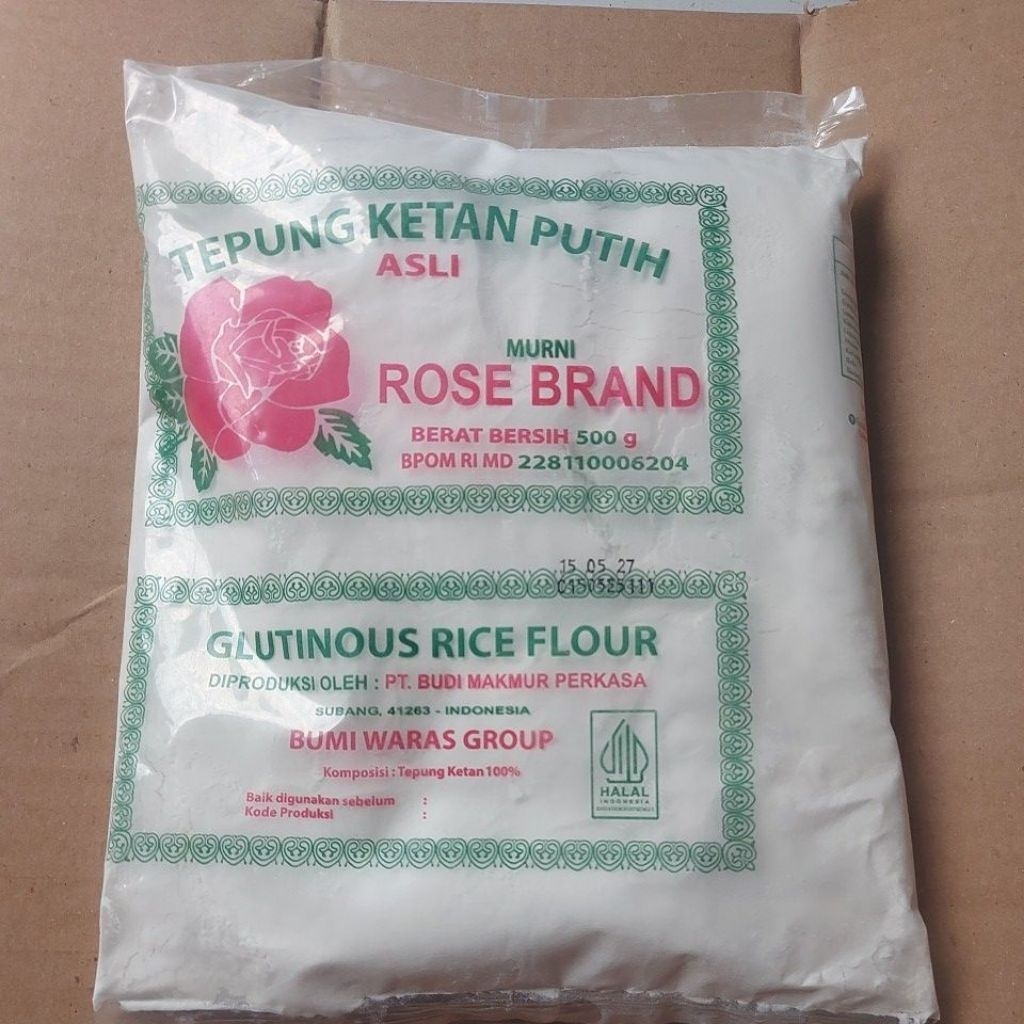 TEPUNG KETAN PUTIH
ASLI
MURNI
ROSE BRAND
BERAT BERSIH 500 g
BPOM RI MD 228110006204
15 05 27
C150525111
GLUTINOUS RICE FLOUR
DIPRODUKSI OLEH : PT. BUDI MAKMUR PERKASA
SUBANG, 41263 - INDONESIA
BUMI WARAS GROUP
Komposisi : Tepung Ketan 100%
Baik digunakan sebelum :
Kode Produksi :
HALAL
INDONESIA